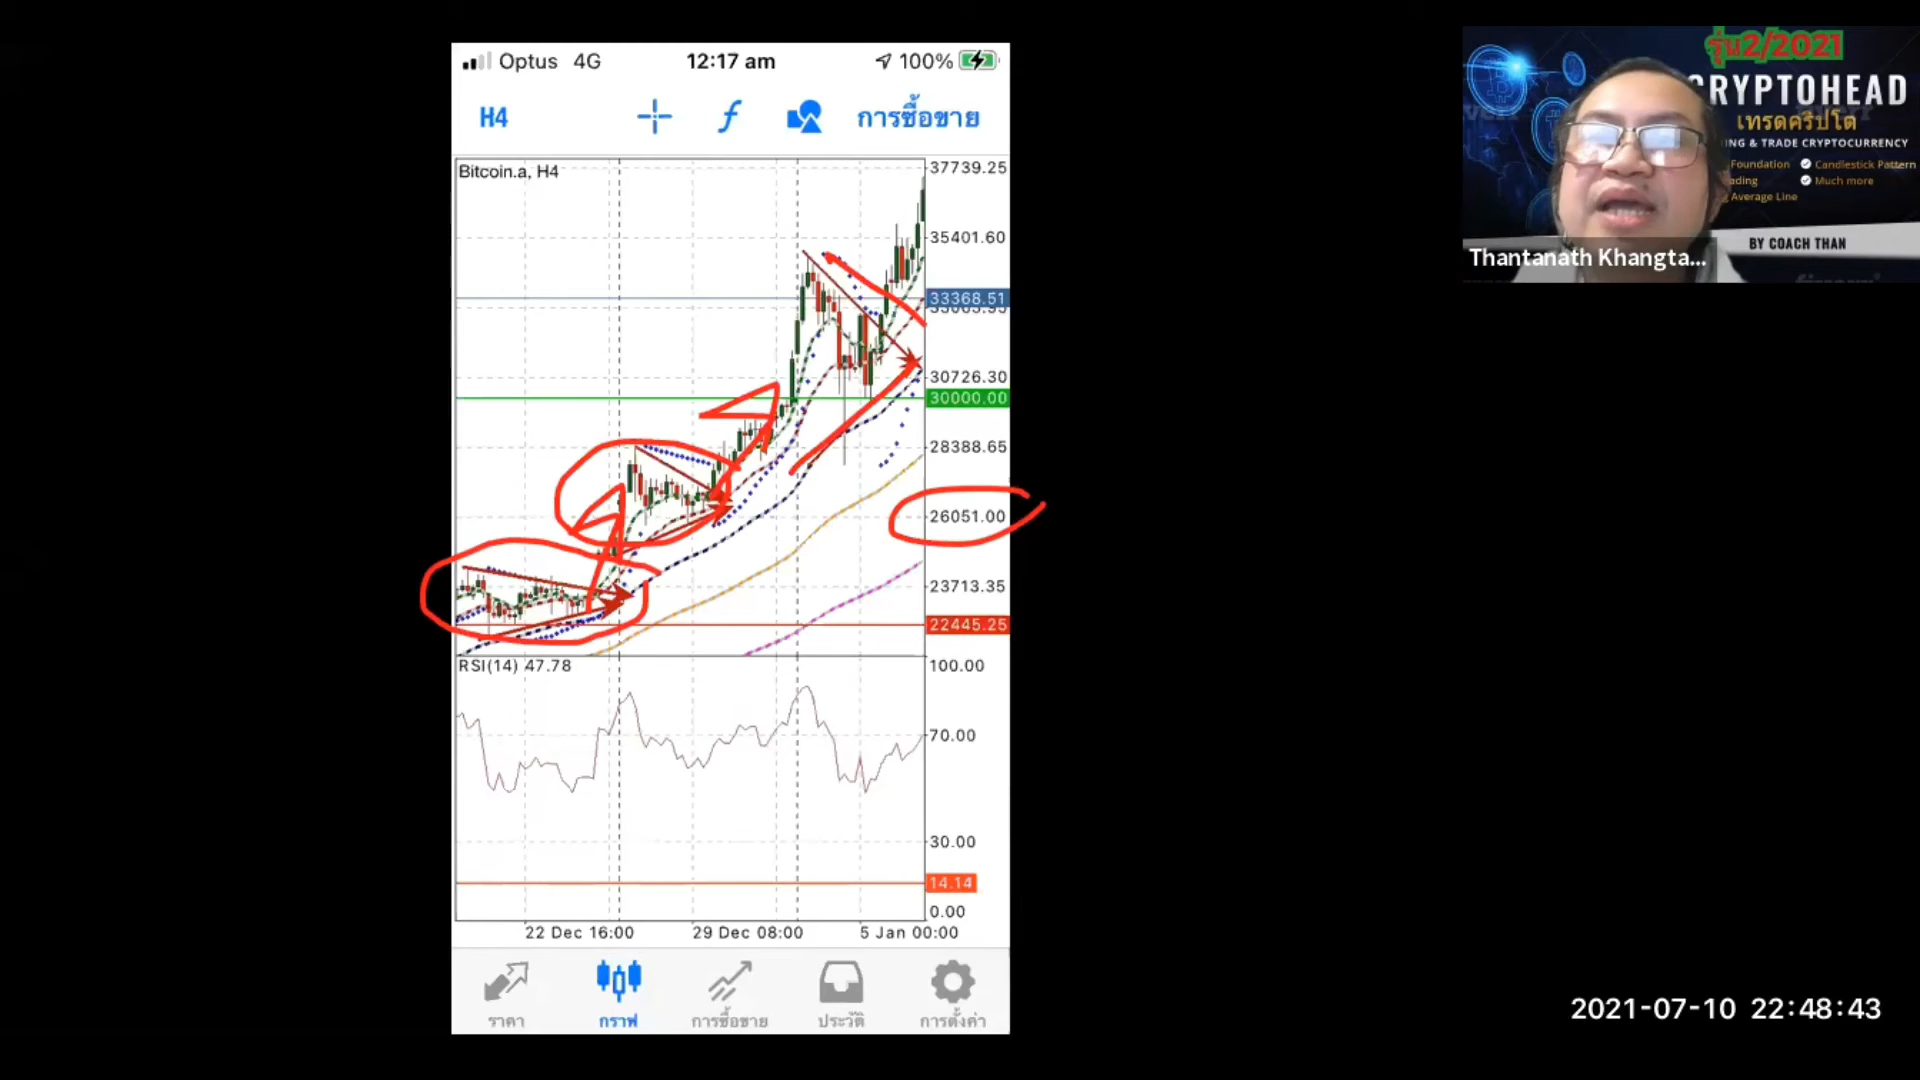 Optus 4G 12:17 am 100%
H4 f การซื้อขาย
Bitcoin.a, H4
37739.25
35401.60
33368.51
30726.30
30000.00
28388.65
26051.00
23713.35
22445.25
RSI(14) 47.78
100.00
70.00
30.00
14.14
0.00
22 Dec 16:00 29 Dec 08:00 5 Jan 00:00
ราคา กราฟ การซื้อขาย ประวัติ การตั้งค่า
รุ่น2/2021
CRYPTOHEAD
เทรดคริปโต
ING & TRADE CRYPTOCURRENCY
Foundation Candlestick Pattern
ading Much more
Average Line
BY COACH THAN
Thantanath Khangta...
2021-07-10 22:48:43